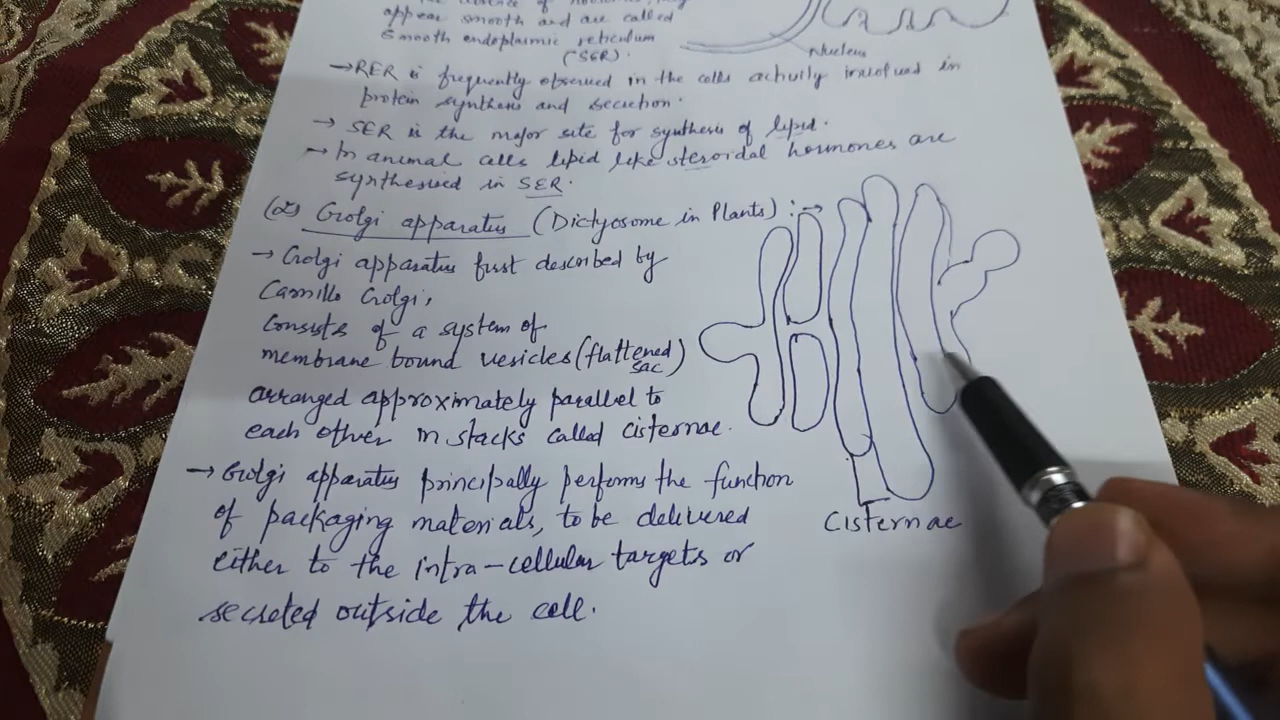 appear smooth and are called
Smooth endoplasmic reticulum
(SER).
Nucleus
→ RER is frequently observed in the cells activily involved in
protein synthesis and secretion.
→ SER is the major site for synthesis of lipid.
→ In animal cells lipid like steroidal hormones are
synthesised in SER.
(2) Golgi apparatus (Dictyosome in Plants) : →
→ Golgi apparatus first described by
Camillo Golgi,
Consists of a system of
membrane bound vesicles (flattened
sac)
arranged approximately parallel to
each other in stacks called cisternae.
→ Golgi apparatus principally performs the function
of packaging materials, to be delivered
either to the intra-cellular targets or
secreted outside the cell.
Cisternae